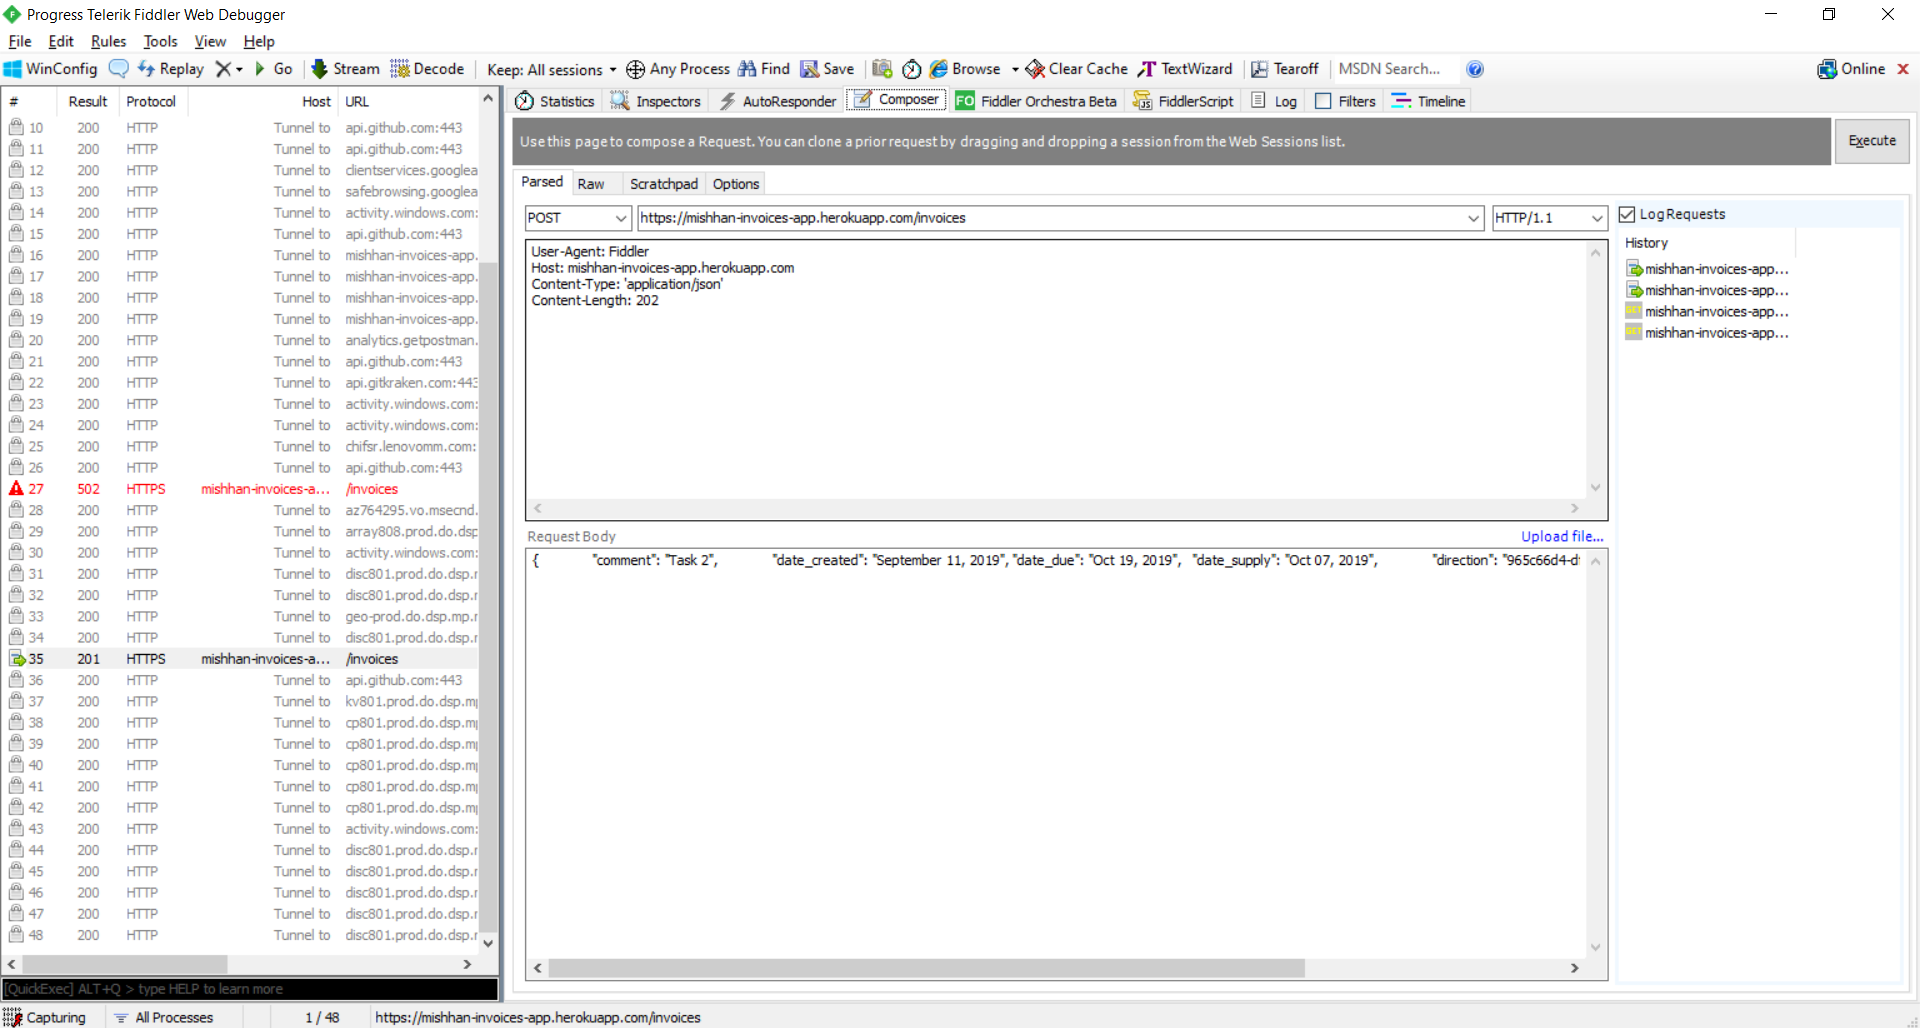 Progress Telerik Fiddler Web Debugger
File Edit Rules Tools View Help
WinConfig Replay Go Stream Decode Keep: All sessions Any Process Find Save Browse Clear Cache TextWizard Tearoff MSDN Search... Online
# Result Protocol Host URL
10 200 HTTP Tunnel to api.github.com:443
11 200 HTTP Tunnel to api.github.com:443
12 200 HTTP Tunnel to clientservices.googlea
13 200 HTTP Tunnel to safebrowsing.googlea
14 200 HTTP Tunnel to activity.windows.com:
15 200 HTTP Tunnel to api.github.com:443
16 200 HTTP Tunnel to mishhan-invoices-app.
17 200 HTTP Tunnel to mishhan-invoices-app.
18 200 HTTP Tunnel to mishhan-invoices-app.
19 200 HTTP Tunnel to mishhan-invoices-app.
20 200 HTTP Tunnel to analytics.getpostman.
21 200 HTTP Tunnel to api.github.com:443
22 200 HTTP Tunnel to api.gitkraken.com:443
23 200 HTTP Tunnel to activity.windows.com:
24 200 HTTP Tunnel to activity.windows.com:
25 200 HTTP Tunnel to chifsr.lenovomm.com:
26 200 HTTP Tunnel to api.github.com:443
27 502 HTTPS mishhan-invoices-a... /invoices
28 200 HTTP Tunnel to az764295.vo.msecnd.
29 200 HTTP Tunnel to array808.prod.do.dsp
30 200 HTTP Tunnel to activity.windows.com:
31 200 HTTP Tunnel to disc801.prod.do.dsp.r
32 200 HTTP Tunnel to disc801.prod.do.dsp.r
33 200 HTTP Tunnel to geo-prod.do.dsp.mp.r
34 200 HTTP Tunnel to disc801.prod.do.dsp.r
35 201 HTTPS mishhan-invoices-a... /invoices
36 200 HTTP Tunnel to api.github.com:443
37 200 HTTP Tunnel to kv801.prod.do.dsp.mp
38 200 HTTP Tunnel to cp801.prod.do.dsp.mp
39 200 HTTP Tunnel to cp801.prod.do.dsp.mp
40 200 HTTP Tunnel to cp801.prod.do.dsp.mp
41 200 HTTP Tunnel to cp801.prod.do.dsp.mp
42 200 HTTP Tunnel to cp801.prod.do.dsp.mp
43 200 HTTP Tunnel to activity.windows.com:
44 200 HTTP Tunnel to disc801.prod.do.dsp.r
45 200 HTTP Tunnel to disc801.prod.do.dsp.r
46 200 HTTP Tunnel to disc801.prod.do.dsp.r
47 200 HTTP Tunnel to disc801.prod.do.dsp.r
48 200 HTTP Tunnel to disc801.prod.do.dsp.r
[QuickExec] ALT+Q > type HELP to learn more
Statistics Inspectors AutoResponder Composer FO Fiddler Orchestra Beta FiddlerScript Log Filters Timeline
Use this page to compose a Request. You can clone a prior request by dragging and dropping a session from the Web Sessions list.
Execute
Parsed Raw Scratchpad Options
POST https://mishhan-invoices-app.herokuapp.com/invoices HTTP/1.1
User-Agent: Fiddler
Host: mishhan-invoices-app.herokuapp.com
Content-Type: 'application/json'
Content-Length: 202
Request Body Upload file...
{ "comment": "Task 2", "date_created": "September 11, 2019", "date_due": "Oct 19, 2019", "date_supply": "Oct 07, 2019", "direction": "965c66d4-d
Log Requests
History
mishhan-invoices-app...
mishhan-invoices-app...
GET mishhan-invoices-app...
GET mishhan-invoices-app...
Capturing All Processes 1 / 48 https://mishhan-invoices-app.herokuapp.com/invoices